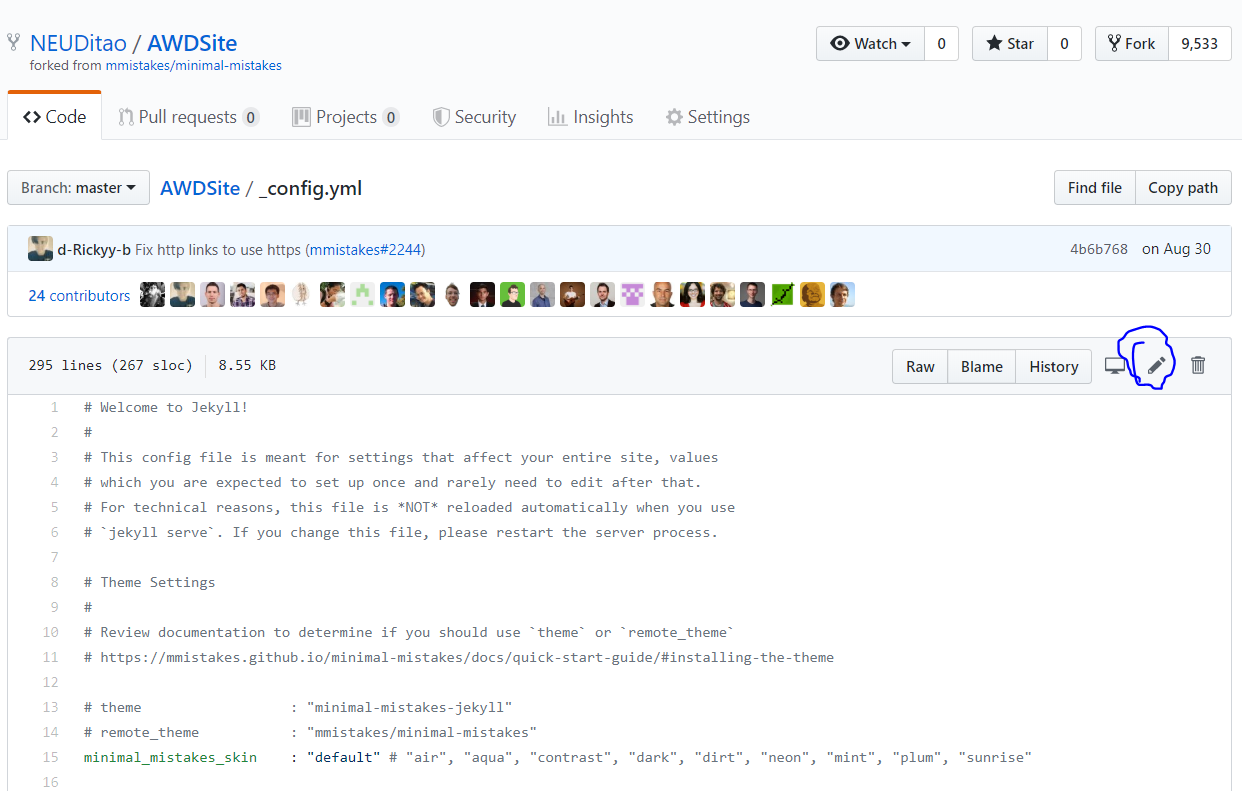 NEUDitao / AWDSite
forked from mmistakes/minimal-mistakes
Watch 0 Star 0 Fork 9,533
Code Pull requests 0 Projects 0 Security Insights Settings
Branch: master AWDSite / _config.yml Find file Copy path
d-Rickyy-b Fix http links to use https (mmistakes#2244) 4b6b768 on Aug 30
24 contributors
295 lines (267 sloc) 8.55 KB Raw Blame History
1 # Welcome to Jekyll!
2 #
3 # This config file is meant for settings that affect your entire site, values
4 # which you are expected to set up once and rarely need to edit after that.
5 # For technical reasons, this file is *NOT* reloaded automatically when you use
6 # `jekyll serve`. If you change this file, please restart the server process.
7
8 # Theme Settings
9 #
10 # Review documentation to determine if you should use `theme` or `remote_theme`
11 # https://mmistakes.github.io/minimal-mistakes/docs/quick-start-guide/#installing-the-theme
12
13 # theme : "minimal-mistakes-jekyll"
14 # remote_theme : "mmistakes/minimal-mistakes"
15 minimal_mistakes_skin : "default" # "air", "aqua", "contrast", "dark", "dirt", "neon", "mint", "plum", "sunrise"
16